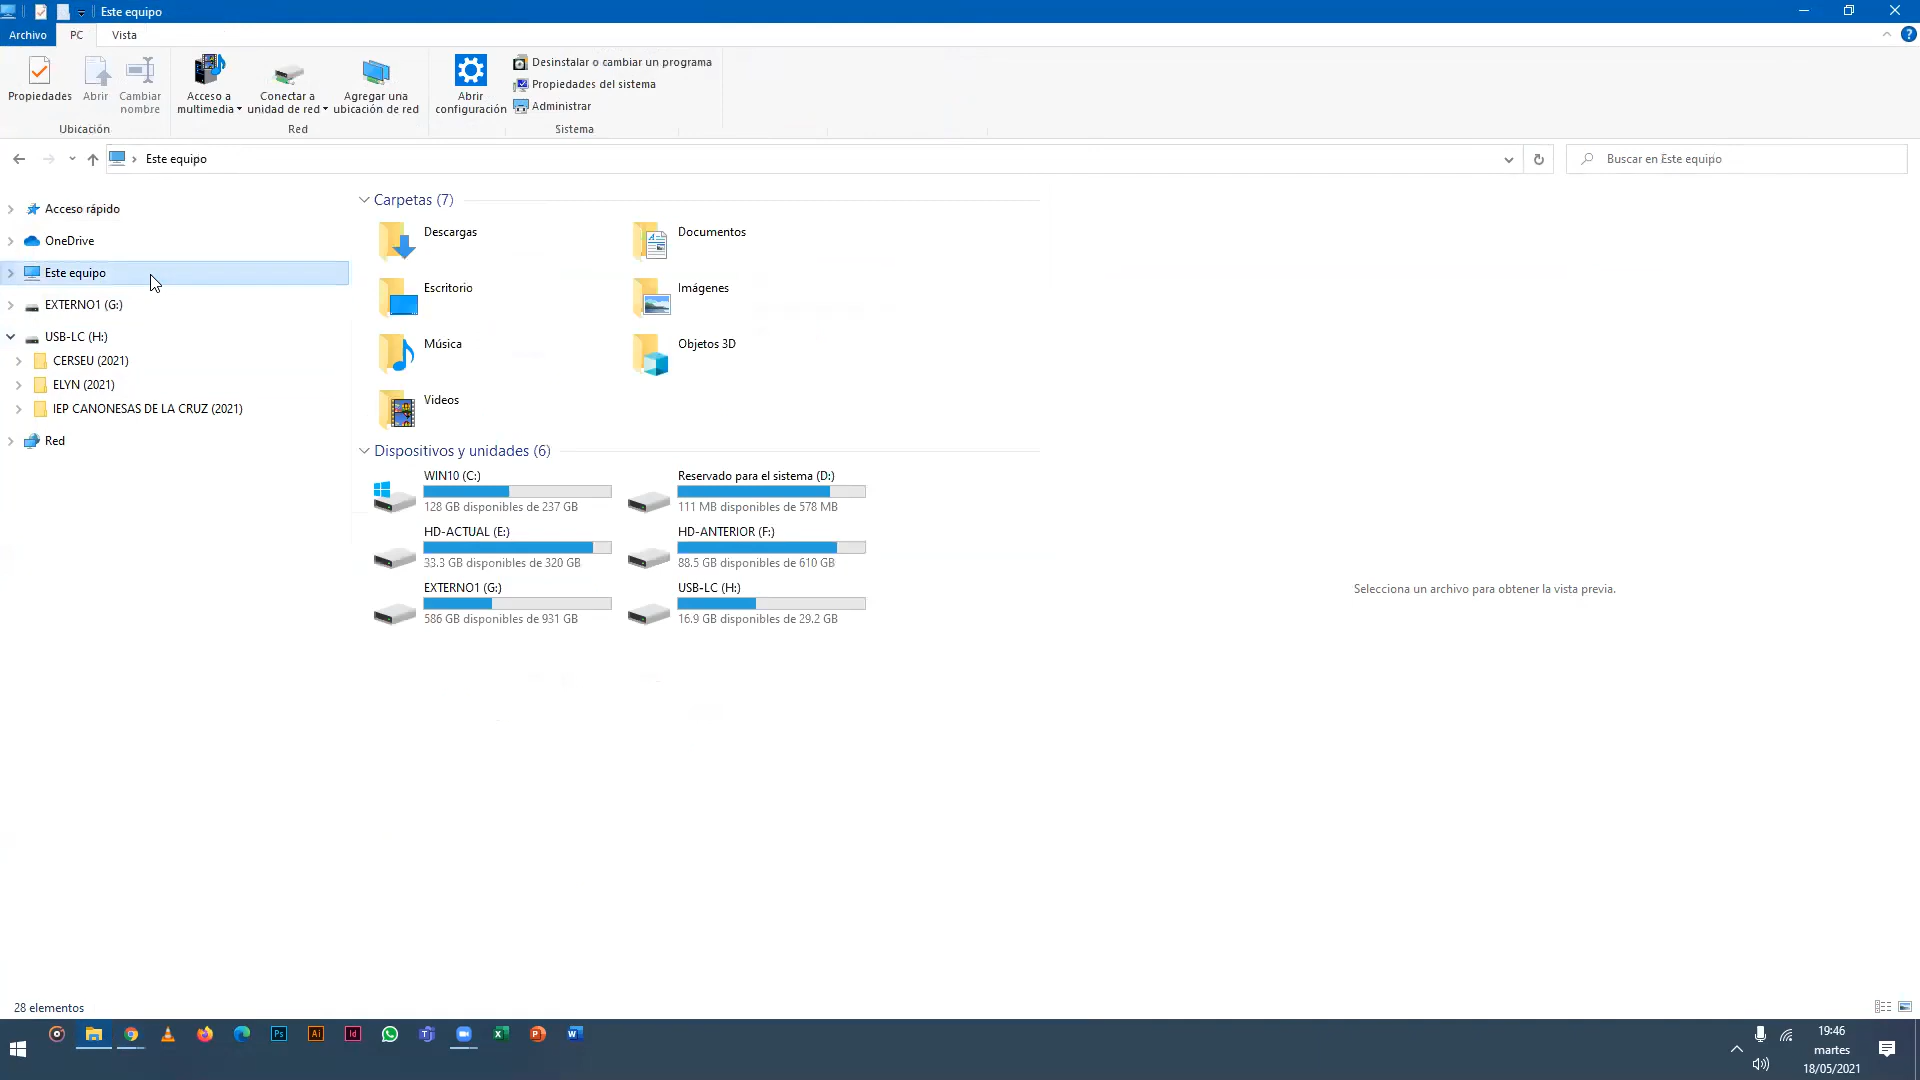 Este equipo
Archivo PC Vista
Propiedades Abrir Cambiar nombre
Acceso a multimedia Conectar a unidad de red Agregar una ubicación de red
Abrir configuración
Desinstalar o cambiar un programa
Propiedades del sistema
Administrar
Ubicación Red Sistema
Este equipo
Buscar en Este equipo
Acceso rápido
OneDrive
Este equipo
EXTERNO1 (G:)
USB-LC (H:)
CERSEU (2021)
ELYN (2021)
IEP CANONESAS DE LA CRUZ (2021)
Red
Carpetas (7)
Descargas Documentos
Escritorio Imágenes
Música Objetos 3D
Videos
Dispositivos y unidades (6)
WIN10 (C:)
128 GB disponibles de 237 GB
Reservado para el sistema (D:)
111 MB disponibles de 578 MB
HD-ACTUAL (E:)
33.3 GB disponibles de 320 GB
HD-ANTERIOR (F:)
88.5 GB disponibles de 610 GB
EXTERNO1 (G:)
586 GB disponibles de 931 GB
USB-LC (H:)
16.9 GB disponibles de 29.2 GB
Selecciona un archivo para obtener la vista previa.
28 elementos
Ps Ai Id
19:46
martes
18/05/2021